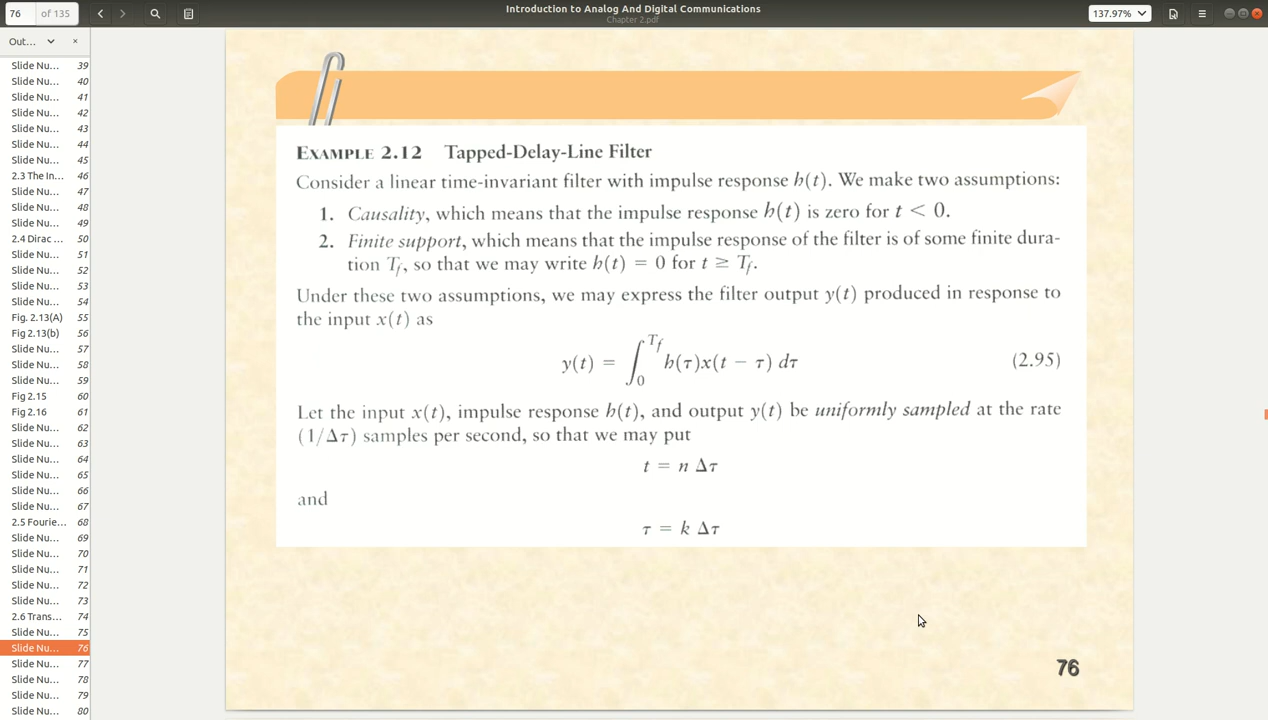 76 of 135
Introduction to Analog And Digital Communications
Chapter 2.pdf
137.97%
Out...
Slide Nu... 39
Slide Nu... 40
Slide Nu... 41
Slide Nu... 42
Slide Nu... 43
Slide Nu... 44
Slide Nu... 45
2.3 The In... 46
Slide Nu... 47
Slide Nu... 48
Slide Nu... 49
2.4 Dirac ... 50
Slide Nu... 51
Slide Nu... 52
Slide Nu... 53
Slide Nu... 54
Fig. 2.13(A) 55
Fig 2.13(b) 56
Slide Nu... 57
Slide Nu... 58
Slide Nu... 59
Fig 2.15 60
Fig 2.16 61
Slide Nu... 62
Slide Nu... 63
Slide Nu... 64
Slide Nu... 65
Slide Nu... 66
Slide Nu... 67
2.5 Fourie... 68
Slide Nu... 69
Slide Nu... 70
Slide Nu... 71
Slide Nu... 72
Slide Nu... 73
2.6 Trans... 74
Slide Nu... 75
Slide Nu... 76
Slide Nu... 77
Slide Nu... 78
Slide Nu... 79
Slide Nu... 80
EXAMPLE 2.12 Tapped-Delay-Line Filter
Consider a linear time-invariant filter with impulse response h(t). We make two assumptions:
1. Causality, which means that the impulse response h(t) is zero for t < 0.
2. Finite support, which means that the impulse response of the filter is of some finite dura-
tion T_f, so that we may write h(t) = 0 for t ≥ T_f.
Under these two assumptions, we may express the filter output y(t) produced in response to
the input x(t) as
y(t) = ∫_0^{T_f} h(τ)x(t − τ) dτ (2.95)
Let the input x(t), impulse response h(t), and output y(t) be uniformly sampled at the rate
(1/Δτ) samples per second, so that we may put
t = n Δτ
and
τ = k Δτ
76